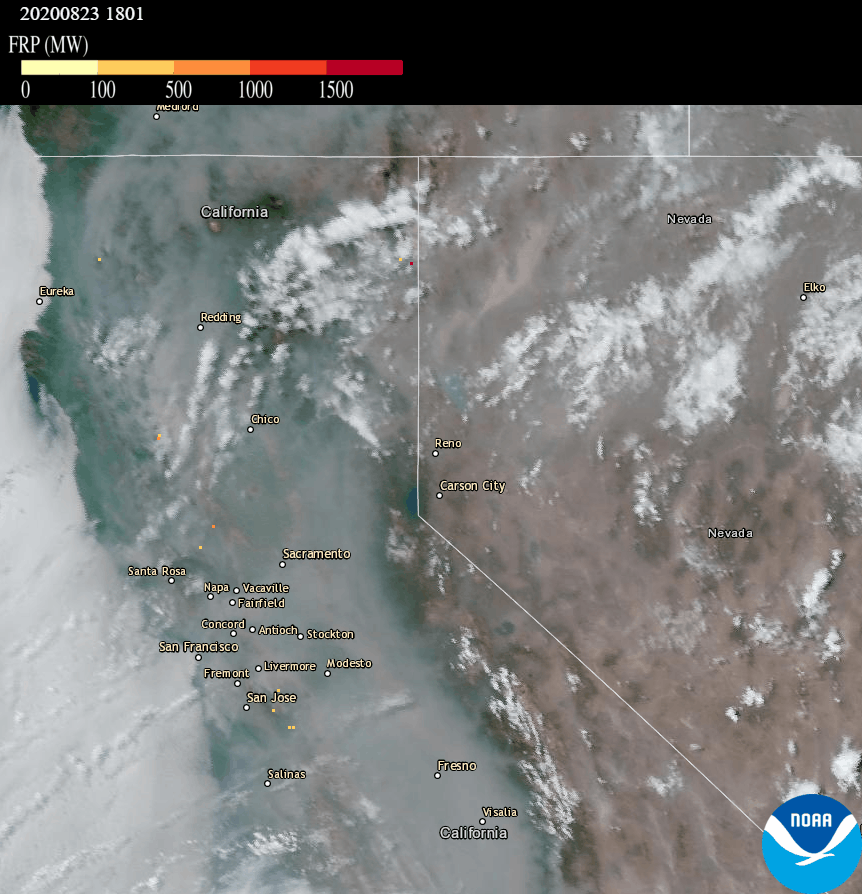 20200823 1801
FRP (MW)
0 100 500 1000 1500
Medford
California
Nevada
Elko
Eureka
Redding
Chico
Reno
Carson City
Nevada
Sacramento
Santa Rosa
Napa Vacaville
Fairfield
Concord Antioch Stockton
San Francisco
Fremont Livermore Modesto
San Jose
Fresno
Salinas
Visalia
California
NOAA